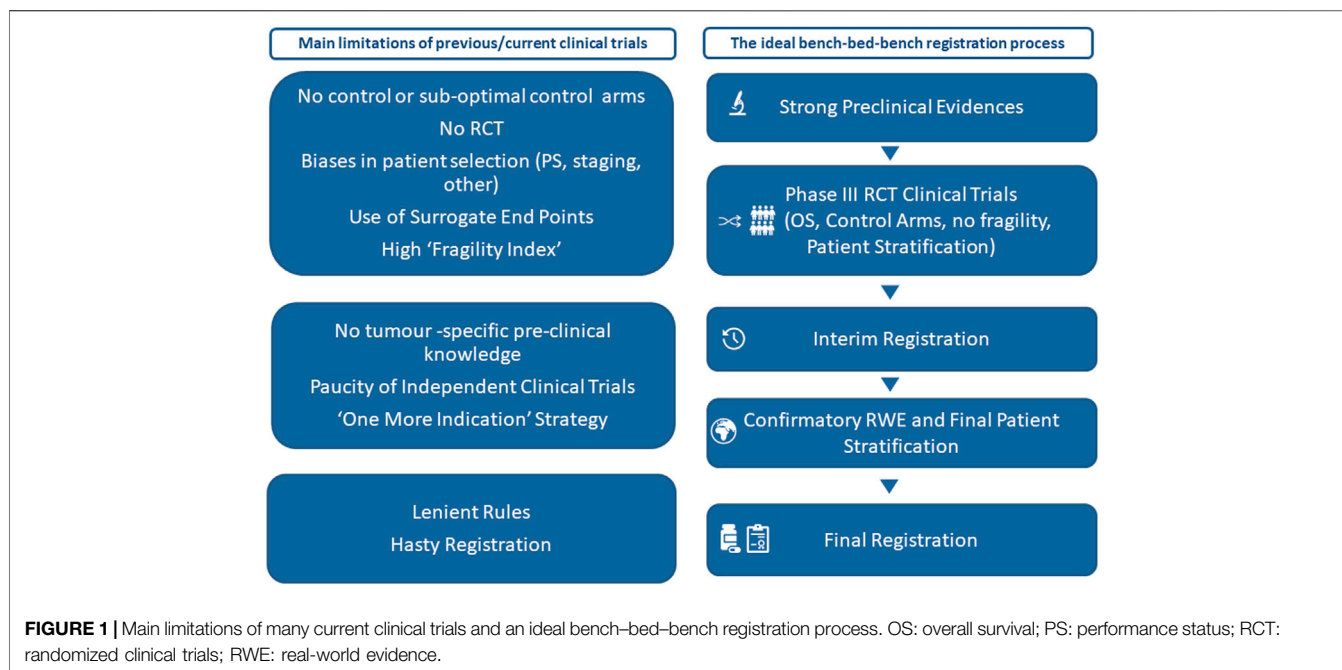 Main limitations of previous/current clinical trials
No control or sub-optimal control arms
No RCT
Biases in patient selection (PS, staging,
other)
Use of Surrogate End Points
High ‘Fragility Index’
No tumour -specific pre-clinical
knowledge
Paucity of Independent Clinical Trials
‘One More Indication’ Strategy
Lenient Rules
Hasty Registration
The ideal bench-bed-bench registration process
Strong Preclinical Evidences
Phase III RCT Clinical Trials
(OS, Control Arms, no fragility,
Patient Stratification)
Interim Registration
Confirmatory RWE and Final Patient
Stratification
Final Registration
FIGURE 1 | Main limitations of many current clinical trials and an ideal bench–bed–bench registration process. OS: overall survival; PS: performance status; RCT:
randomized clinical trials; RWE: real-world evidence.